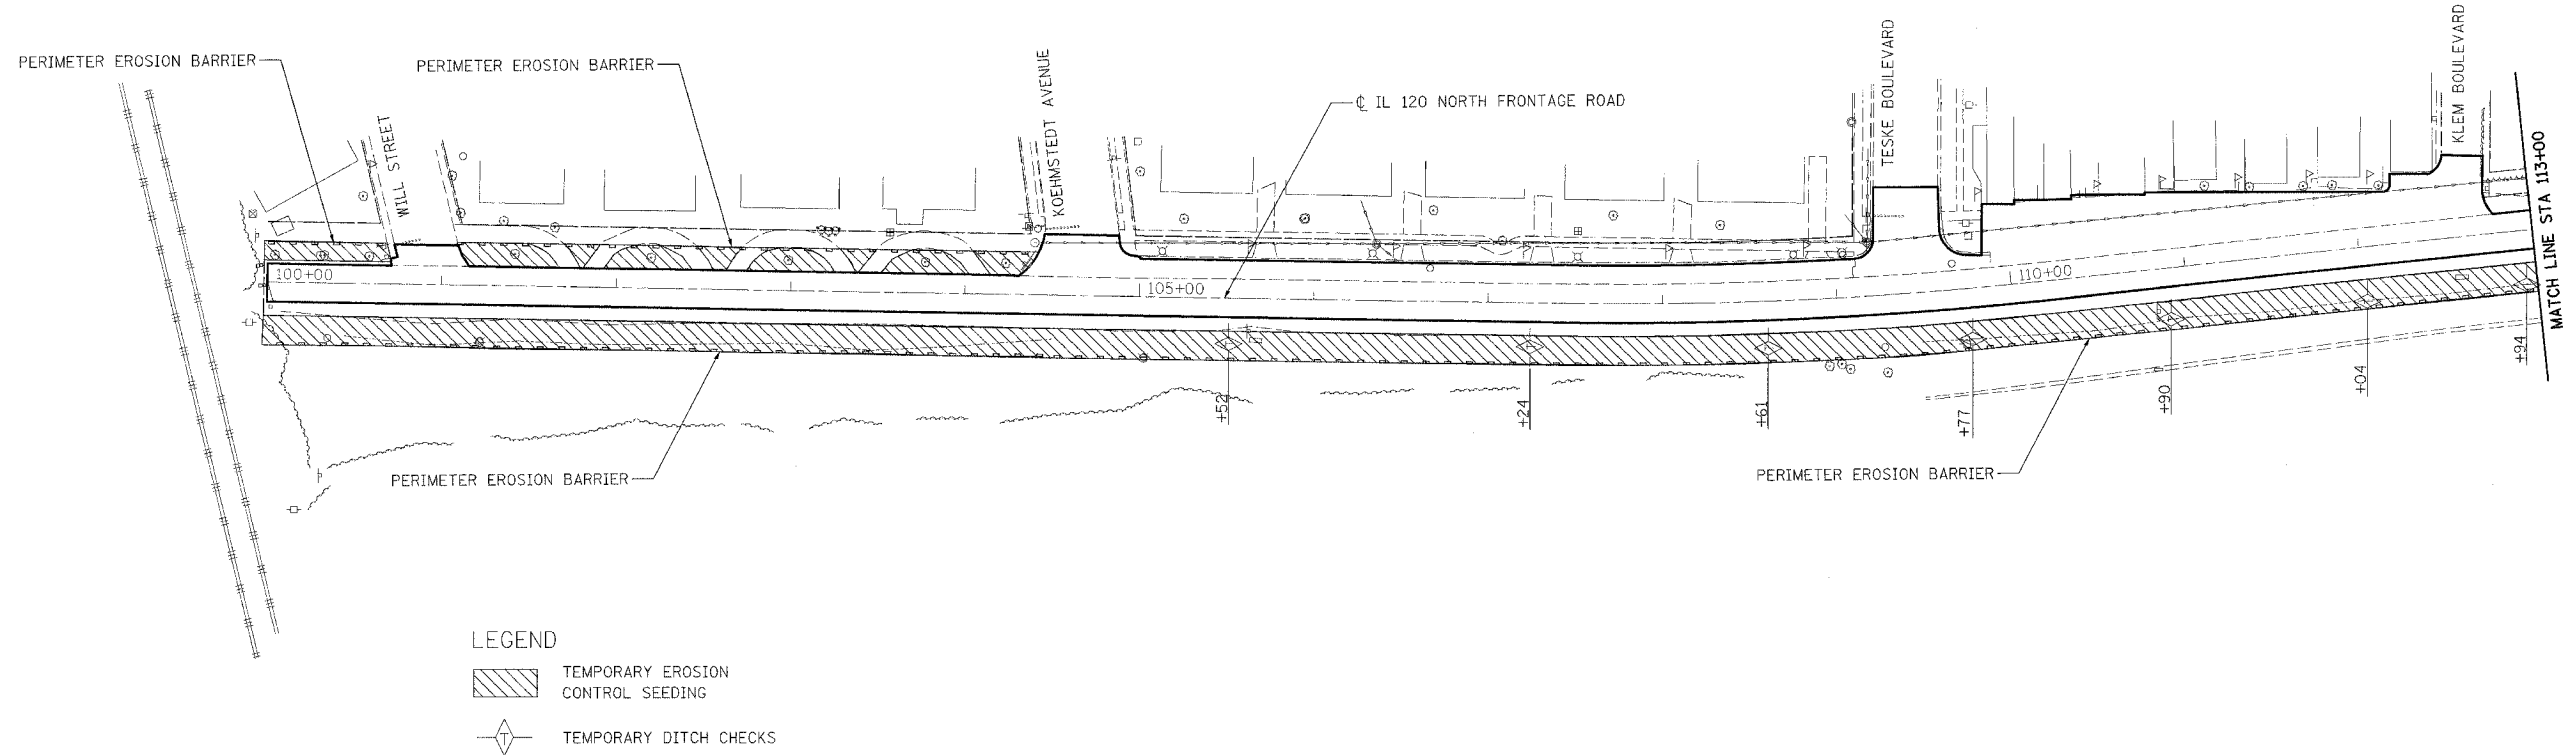 PERIMETER EROSION BARRIER
PERIMETER EROSION BARRIER
WILL STREET
KOEHMSTEDT AVENUE
℄ IL 120 NORTH FRONTAGE ROAD
TESKE BOULEVARD
KLEM BOULEVARD
MATCH LINE STA 113+00
100+00
105+00
110+00
+52
+24
+61
+77
+90
+04
+94
PERIMETER EROSION BARRIER
PERIMETER EROSION BARRIER
LEGEND
TEMPORARY EROSION
CONTROL SEEDING
T
TEMPORARY DITCH CHECKS